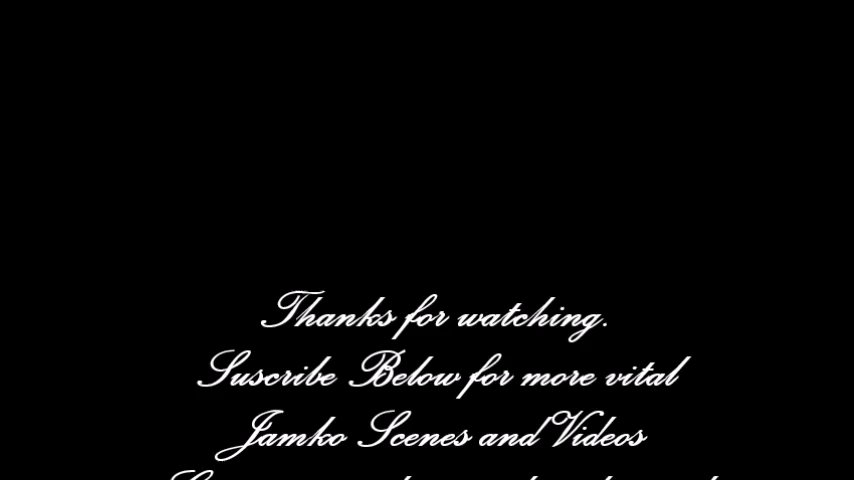 Thanks for watching.
Suscribe Below for more vital
Jamko Scenes and Videos